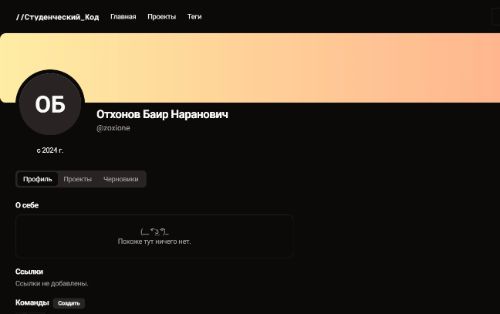 //Студенческий_Код Главная Проекты Теги
ОБ
Отхонов Баир Наранович
@zoxione
с 2024 г.
Профиль Проекты Черновики
О себе
Похоже тут ничего нет.
Ссылки
Ссылки не добавлены.
Команды Создать